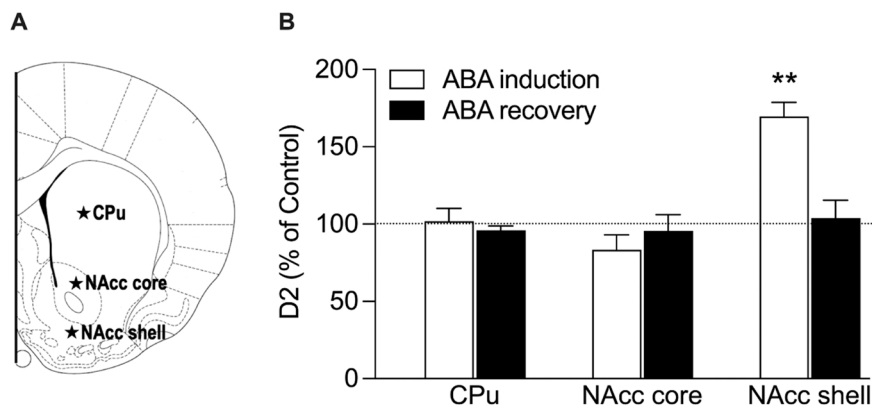 A
CPu
NAcc core
NAcc shell
B
D2 (% of Control)
200
150
100
50
0
ABA induction
ABA recovery
**
CPu NAcc core NAcc shell